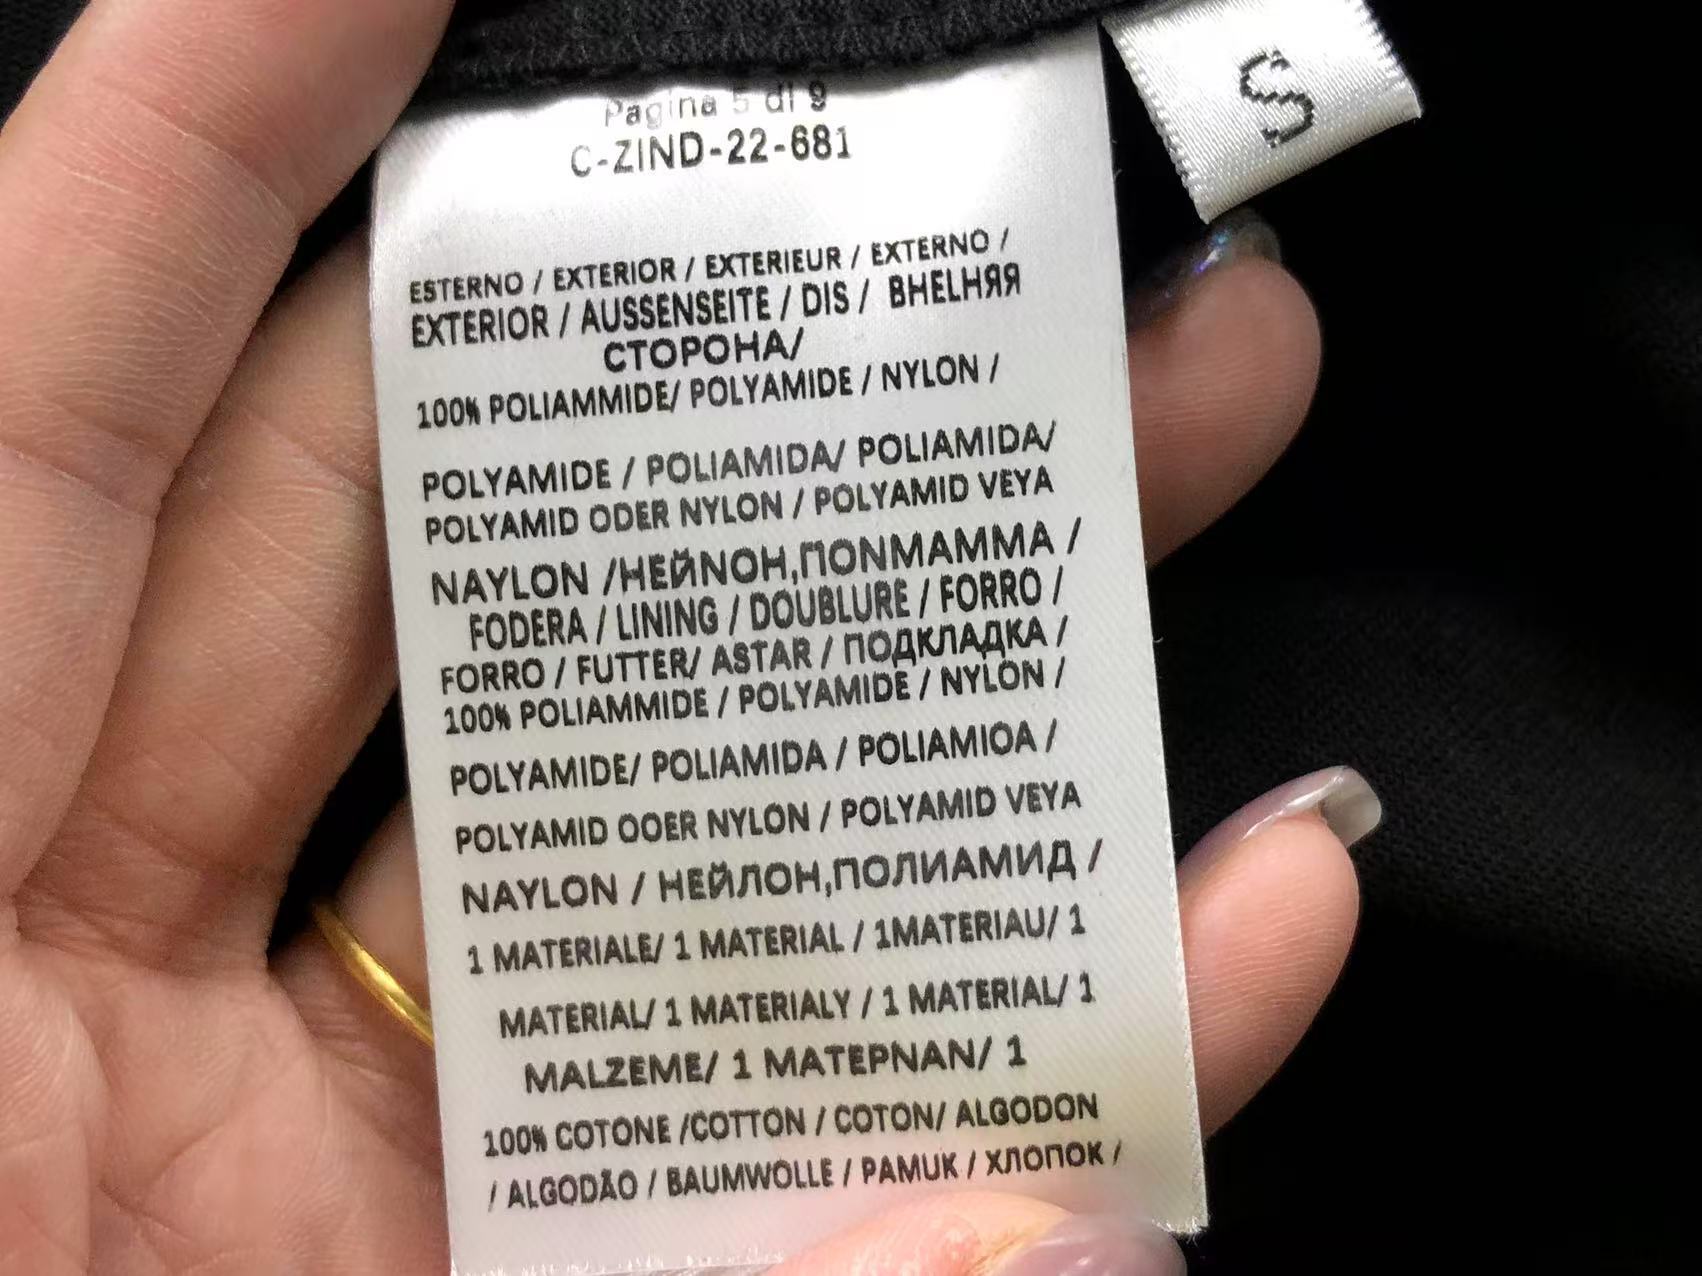 Pagina 5 di 9
C-ZIND-22-681
S
ESTERNO / EXTERIOR / EXTERIEUR / EXTERNO /
EXTERIOR / AUSSENSEITE / DIS / ВНЕLНЯЯ
СТОРОНА/
100% POLIAMMIDE/ POLYAMIDE / NYLON /
POLYAMIDE / POLIAMIDA/ POLIAMIDA/
POLYAMID ODER NYLON / POLYAMID VEYA
NAYLON /НЕЙNОН,ПОNМАММА /
FODERA / LINING / DOUBLURE / FORRO /
FORRO / FUTTER/ ASTAR / ПОДКЛАДКА /
100% POLIAMMIDE / POLYAMIDE / NYLON /
POLYAMIDE/ POLIAMIDA / POLIAMIOA /
POLYAMID OOER NYLON / POLYAMID VEYA
NAYLON / НЕЙЛОН,ПОЛИАМИД /
1 MATERIALE/ 1 MATERIAL / 1MATERIAU/ 1
MATERIAL/ 1 MATERIALY / 1 MATERIAL/ 1
MALZEME/ 1 MATEPNAN/ 1
100% COTONE /COTTON / COTON/ ALGODON
/ ALGODÃO / BAUMWOLLE / PAMUK / ХЛОПОК /